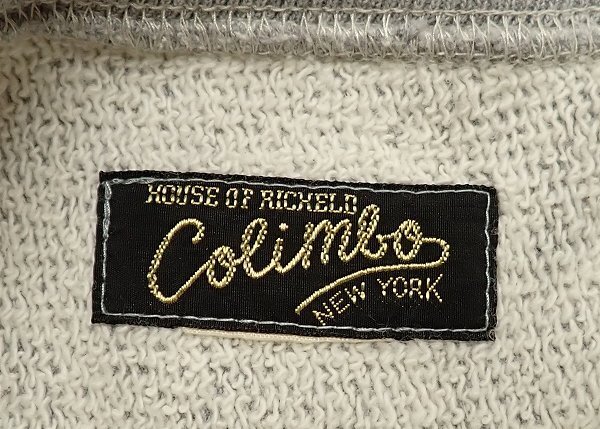 HOUSE OF RICHELD
Colimbo
NEW YORK